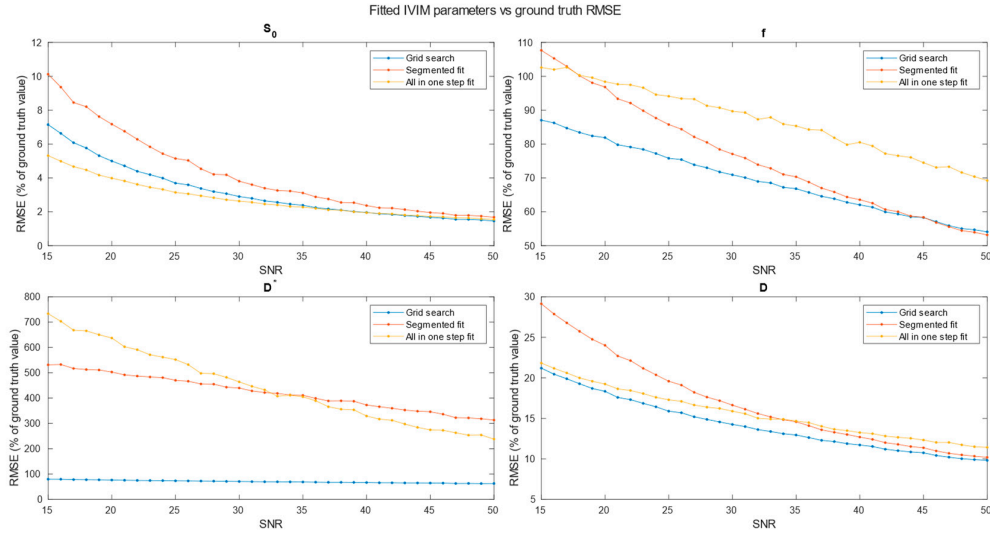 Fitted IVIM parameters vs ground truth RMSE
S0
12
10
8
6
4
2
0
RMSE (% of ground truth value)
15 20 25 30 35 40 45 50
SNR
Grid search
Segmented fit
All in one step fit
f
110
100
90
80
70
60
50
RMSE (% of ground truth value)
15 20 25 30 35 40 45 50
SNR
Grid search
Segmented fit
All in one step fit
D*
800
700
600
500
400
300
200
100
0
RMSE (% of ground truth value)
15 20 25 30 35 40 45 50
SNR
Grid search
Segmented fit
All in one step fit
D
30
25
20
15
10
5
RMSE (% of ground truth value)
15 20 25 30 35 40 45 50
SNR
Grid search
Segmented fit
All in one step fit